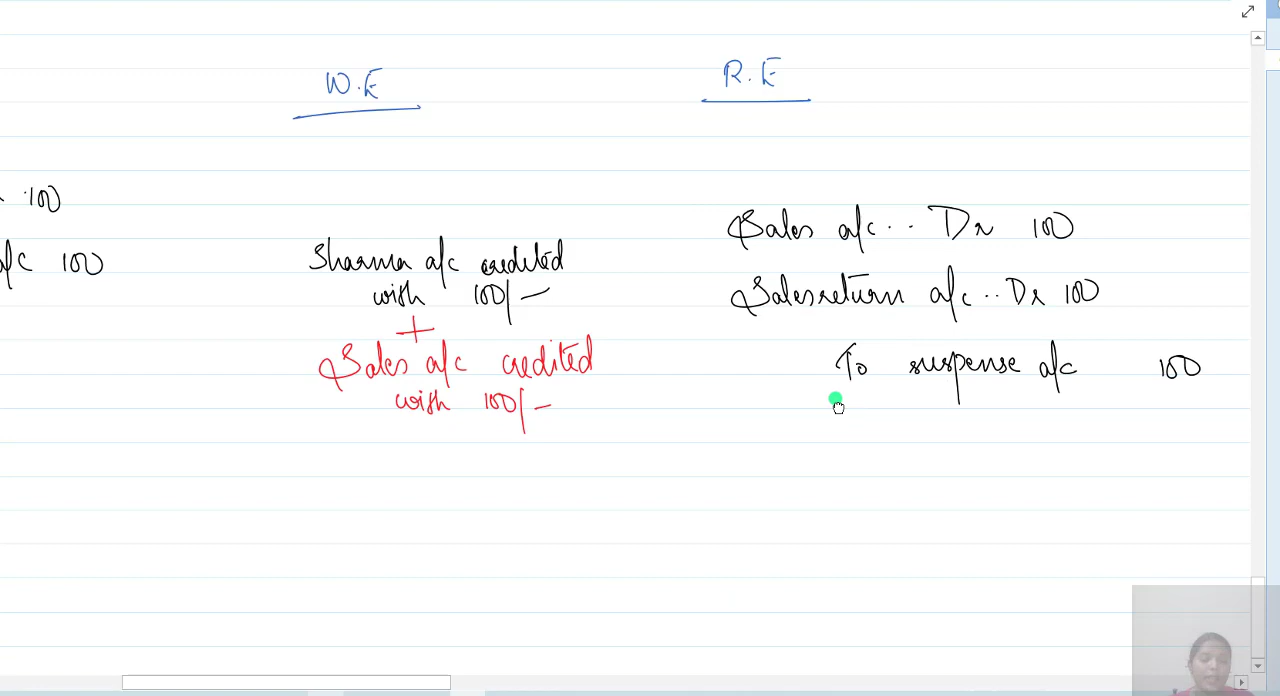 W.E
R.E
100
a/c 100
Sharma a/c credited
with 100/-
+
Sales a/c credited
with 100/-
Sales a/c .. Dr 100
Salesreturn a/c .. Dr 100
To suspense a/c 100